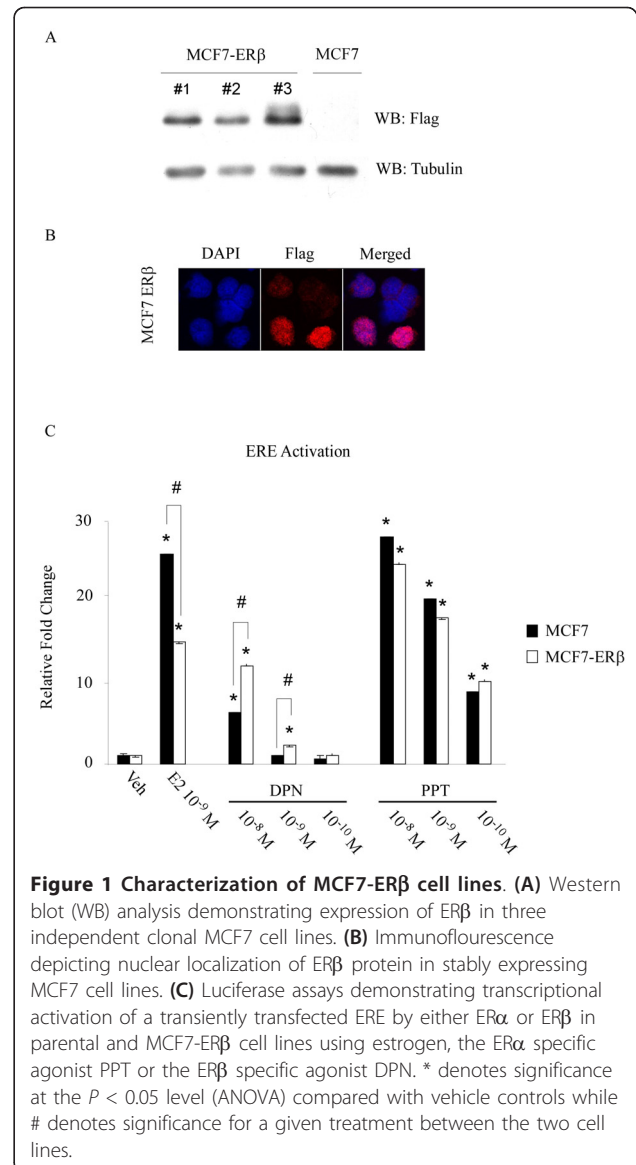 A
MCF7-ERβ MCF7
#1 #2 #3
WB: Flag
WB: Tubulin
B
DAPI Flag Merged
MCF7 ERβ
C
ERE Activation
#
* * *
30
# *
* *
20
# *
* *
*
10
*
0
Relative Fold Change
MCF7
MCF7-ERβ
Veh
E2 10⁻⁹ M
10⁻⁸ M
10⁻⁹ M
10⁻¹⁰ M
DPN
10⁻⁸ M
10⁻⁹ M
10⁻¹⁰ M
PPT
Figure 1 Characterization of MCF7-ERβ cell lines. (A) Western
blot (WB) analysis demonstrating expression of ERβ in three
independent clonal MCF7 cell lines. (B) Immunoflourescence
depicting nuclear localization of ERβ protein in stably expressing
MCF7 cell lines. (C) Luciferase assays demonstrating transcriptional
activation of a transiently transfected ERE by either ERα or ERβ in
parental and MCF7-ERβ cell lines using estrogen, the ERα specific
agonist PPT or the ERβ specific agonist DPN. * denotes significance
at the P < 0.05 level (ANOVA) compared with vehicle controls while
# denotes significance for a given treatment between the two cell
lines.